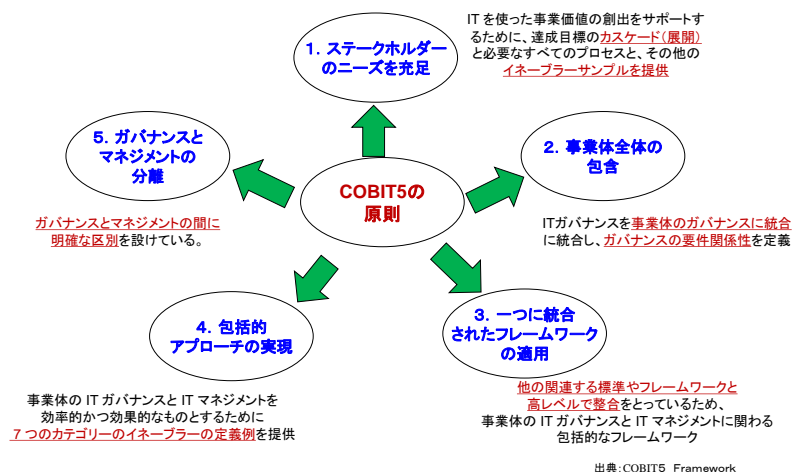 IT を使った事業価値の創出をサポートす
るために、達成目標のカスケード(展開)
と必要なすべてのプロセスと、その他の
イネーブラーサンプルを提供
1．ステークホルダー
のニーズを充足
5．ガバナンスと
マネジメントの
分離
2．事業体全体の
包含
COBIT5の
原則
ガバナンスとマネジメントの間に
明確な区別を設けている。
ITガバナンスを事業体のガバナンスに統合
に統合し、ガバナンスの要件関係性を定義
4．包括的
アプローチの実現
3．一つに統合
されたフレームワーク
の適用
事業体の IT ガバナンスと IT マネジメントを
効率的かつ効果的なものとするために
７つのカテゴリーのイネーブラーの定義例を提供
他の関連する標準やフレームワークと
高レベルで整合をとっているため、
事業体の IT ガバナンスと IT マネジメントに関わる
包括的なフレームワーク
出典：COBIT５ Framework